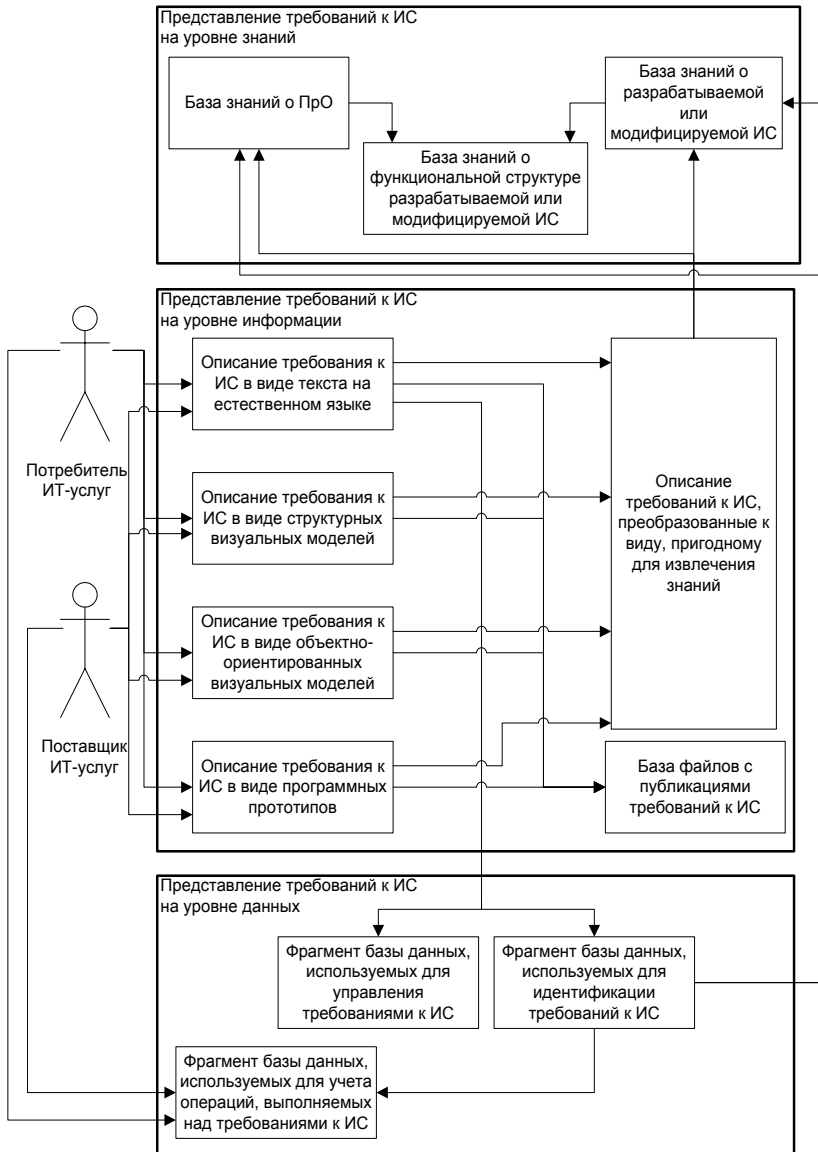 Представление требований к ИС
на уровне знаний
База знаний о ПрО
База знаний о
разрабатываемой
или
модифицируемой ИС
База знаний о
функциональной структуре
разрабатываемой или
модифицируемой ИС
Представление требований к ИС
на уровне информации
Описание требования к
ИС в виде текста на
естественном языке
Потребитель
ИТ-услуг
Описание требования к
ИС в виде структурных
визуальных моделей
Описание
требований к ИС,
преобразованные к
виду, пригодному
для извлечения
знаний
Описание требования к
ИС в виде объектно-
ориентированных
визуальных моделей
Поставщик
ИТ-услуг
Описание требования к
ИС в виде программных
прототипов
База файлов с
публикациями
требований к ИС
Представление требований к ИС
на уровне данных
Фрагмент базы данных,
используемых для
управления
требованиями к ИС
Фрагмент базы данных,
используемых для
идентификации
требований к ИС
Фрагмент базы данных,
используемых для учета
операций, выполняемых
над требованиями к ИС